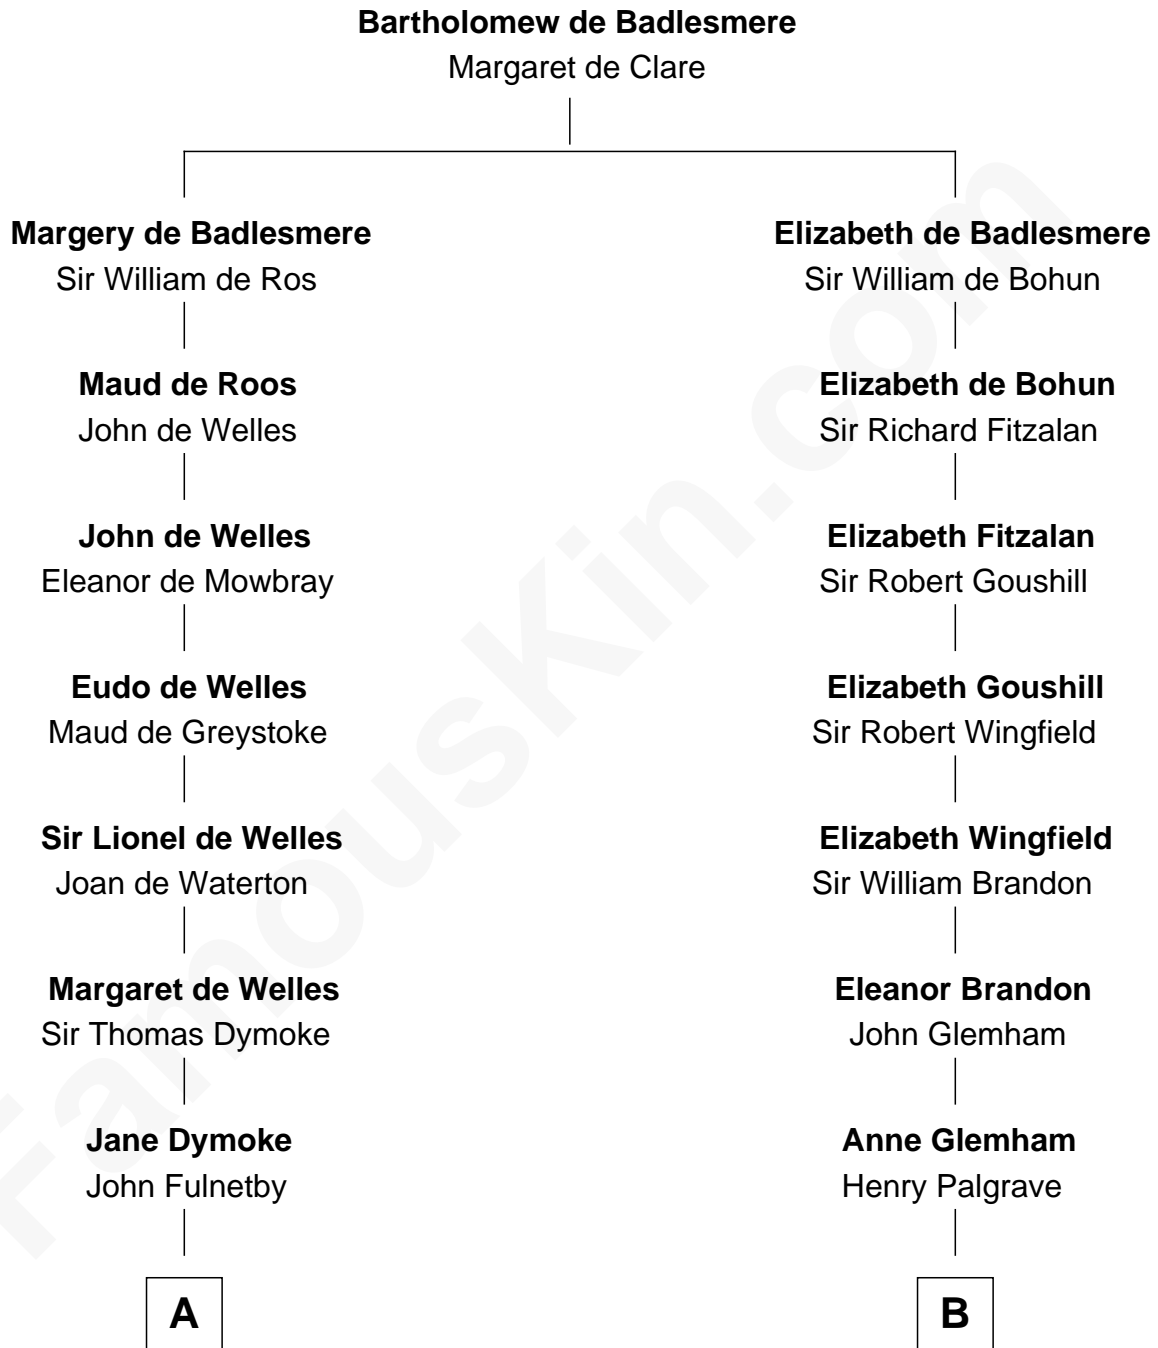 Bartholomew de Badlesmere
Margaret de Clare
Margery de Badlesmere
Sir William de Ros
Elizabeth de Badlesmere
Sir William de Bohun
Maud de Roos
John de Welles
Elizabeth de Bohun
Sir Richard Fitzalan
John de Welles
Eleanor de Mowbray
Elizabeth Fitzalan
Sir Robert Goushill
Eudo de Welles
Maud de Greystoke
Elizabeth Goushill
Sir Robert Wingfield
Sir Lionel de Welles
Joan de Waterton
Elizabeth Wingfield
Sir William Brandon
Margaret de Welles
Sir Thomas Dymoke
Eleanor Brandon
John Glemham
Jane Dymoke
John Fulnetby
Anne Glemham
Henry Palgrave
A
B
FamousKin.com